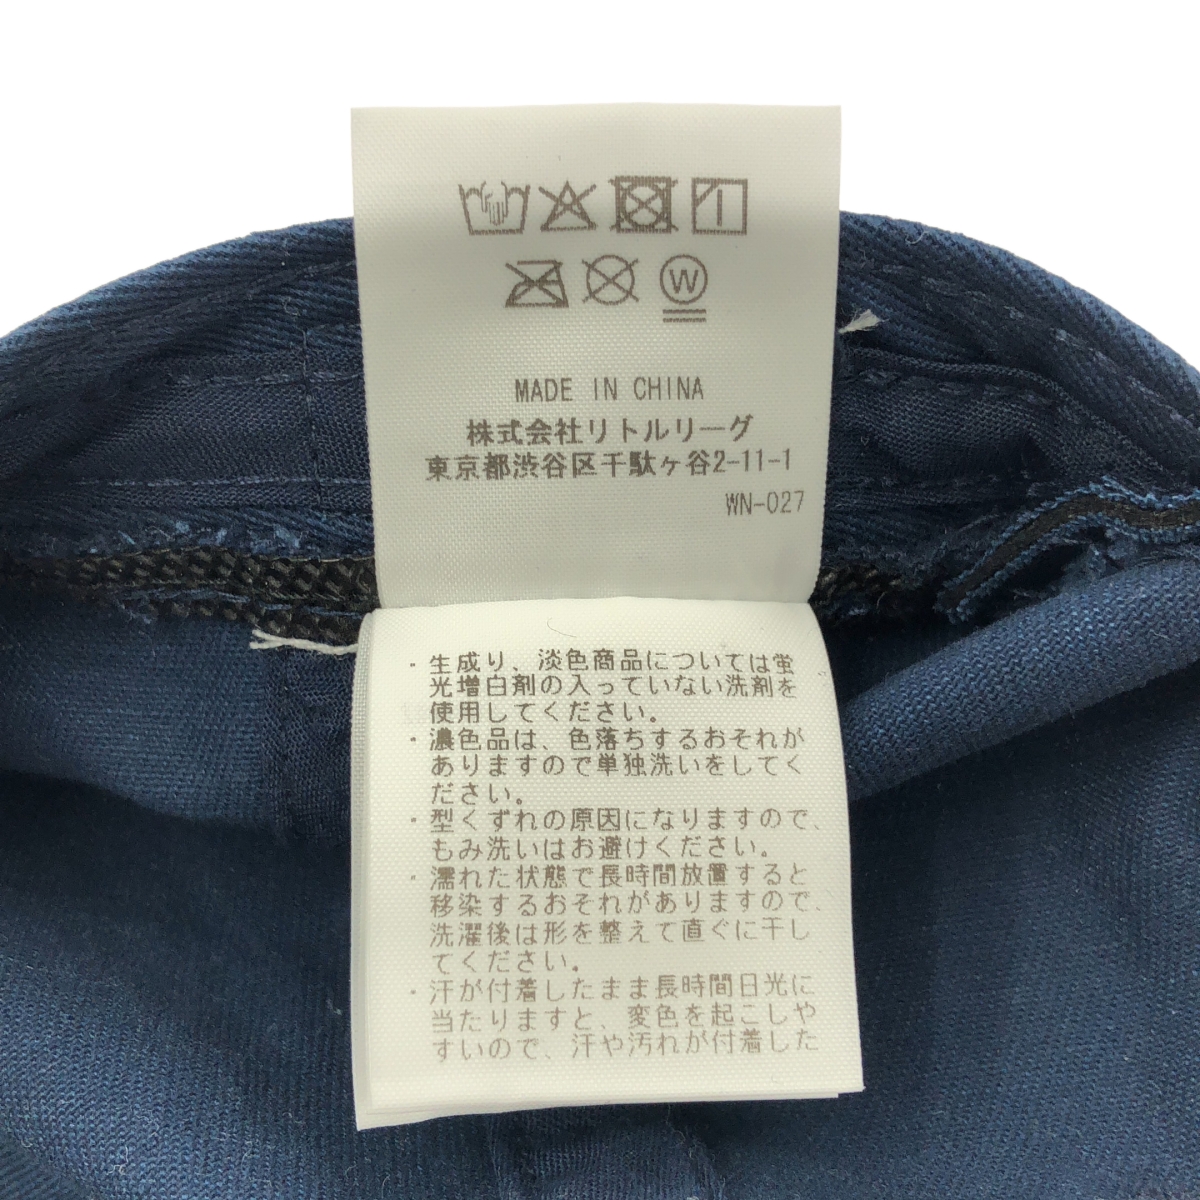 W
MADE IN CHINA
株式会社リトルリーグ
東京都渋谷区千駄ヶ谷2-11-1
WN-027
・生成り、淡色商品については蛍
光増白剤の入っていない洗剤を
使用してください。
・濃色品は、色落ちするおそれが
ありますので単独洗いをしてく
ださい。
・型くずれの原因になりますので、
もみ洗いはお避けください。
・濡れた状態で長時間放置すると
移染するおそれがありますので、
洗濯後は形を整えて直ぐに干し
てください。
・汗が付着したまま長時間日光に
当たりますと、変色を起こしや
すいので、汗や汚れが付着した